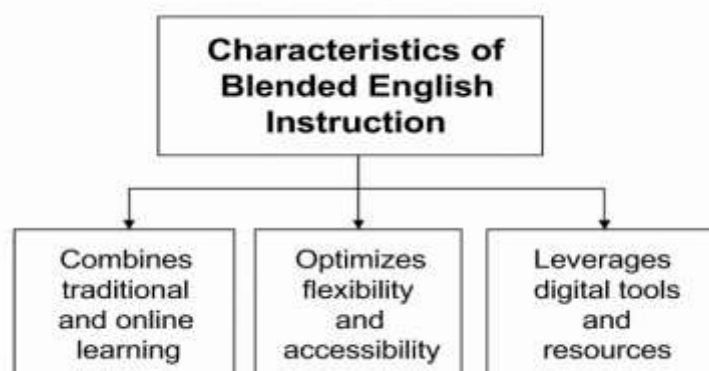 Characteristics of
Blended English
Instruction
Combines
traditional
and online
learning
Optimizes
flexibility
and
accessibility
Leverages
digital tools
and
resources